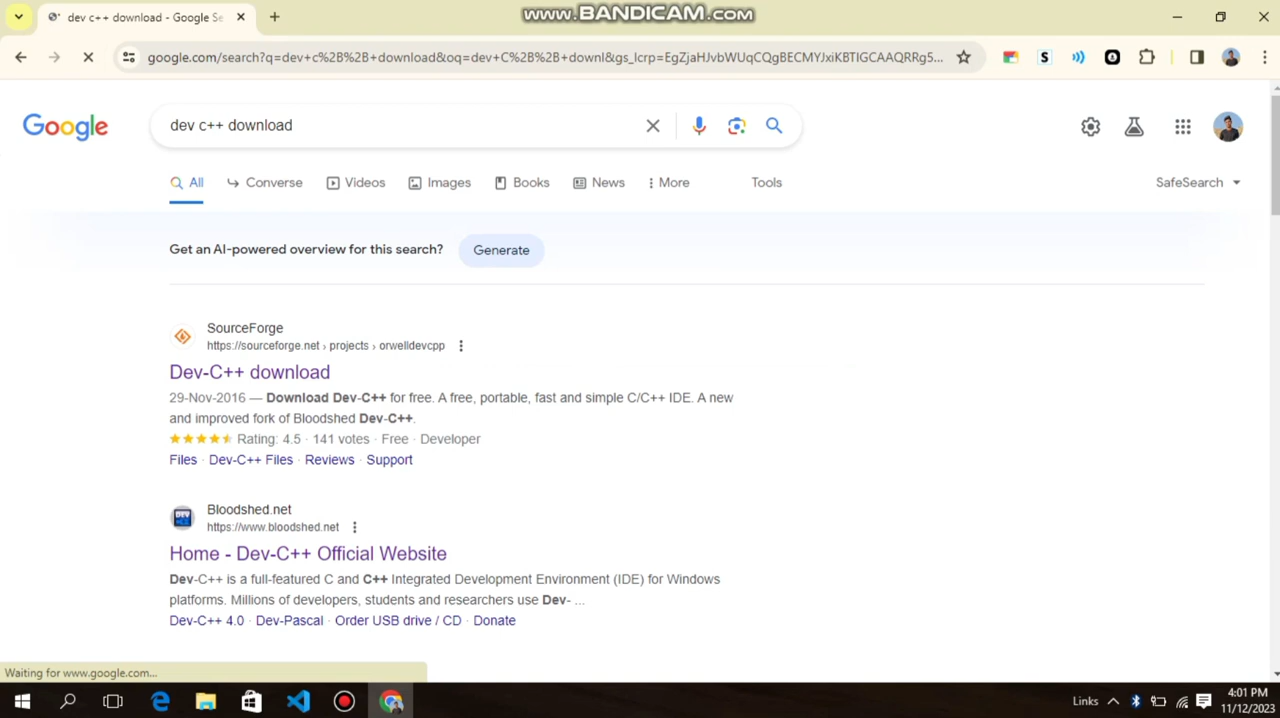 dev c++ download - Google Se
www.BANDICAM.com
google.com/search?q=dev+c%2B%2B+download&oq=dev+C%2B%2B+downl&gs_lcrp=EgZjaHJvbWUqCQgBECMYJxiKBTIGCAAQRRg5...
Google
dev c++ download
All Converse Videos Images Books News More Tools SafeSearch
Get an AI-powered overview for this search? Generate
SourceForge
https://sourceforge.net › projects › orwelldevcpp
Dev-C++ download
29-Nov-2016 — Download Dev-C++ for free. A free, portable, fast and simple C/C++ IDE. A new
and improved fork of Bloodshed Dev-C++.
Rating: 4.5 · 141 votes · Free · Developer
Files · Dev-C++ Files · Reviews · Support
Bloodshed.net
https://www.bloodshed.net
Home - Dev-C++ Official Website
Dev-C++ is a full-featured C and C++ Integrated Development Environment (IDE) for Windows
platforms. Millions of developers, students and researchers use Dev- ...
Dev-C++ 4.0 · Dev-Pascal · Order USB drive / CD · Donate
Waiting for www.google.com...
Links
4:01 PM
11/12/2023